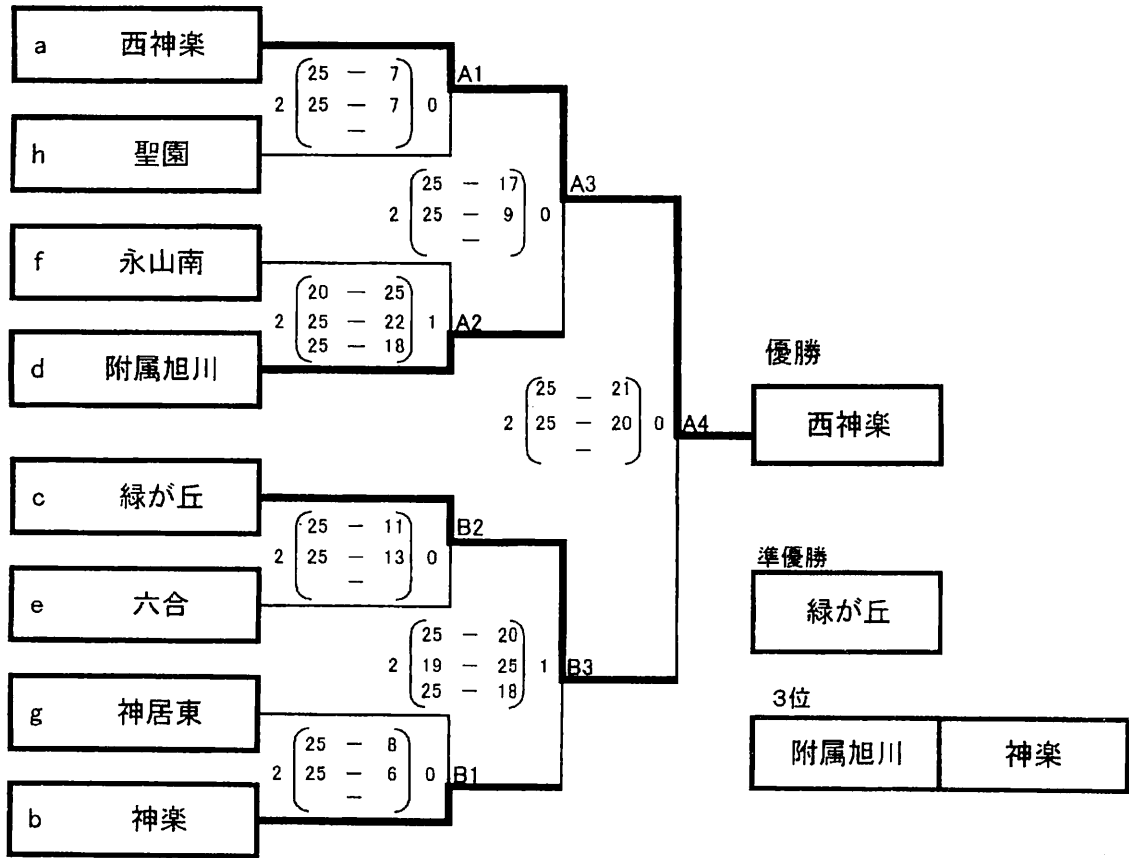 a 西神楽
25 — 7
A1
2 25 — 7 0
—
h 聖園
25 — 17
A3
2 25 — 9 0
—
f 永山南
20 — 25
2 25 — 22 1
A2
25 — 18
d 附属旭川
優勝
25 — 21
2 25 — 20 0
A4
—
西神楽
c 緑が丘
25 — 11
B2
2 25 — 13 0
—
準優勝
緑が丘
e 六合
25 — 20
2 19 — 25 1
B3
25 — 18
3位
g 神居東
附属旭川 神楽
25 — 8
2 25 — 6 0
B1
—
b 神楽